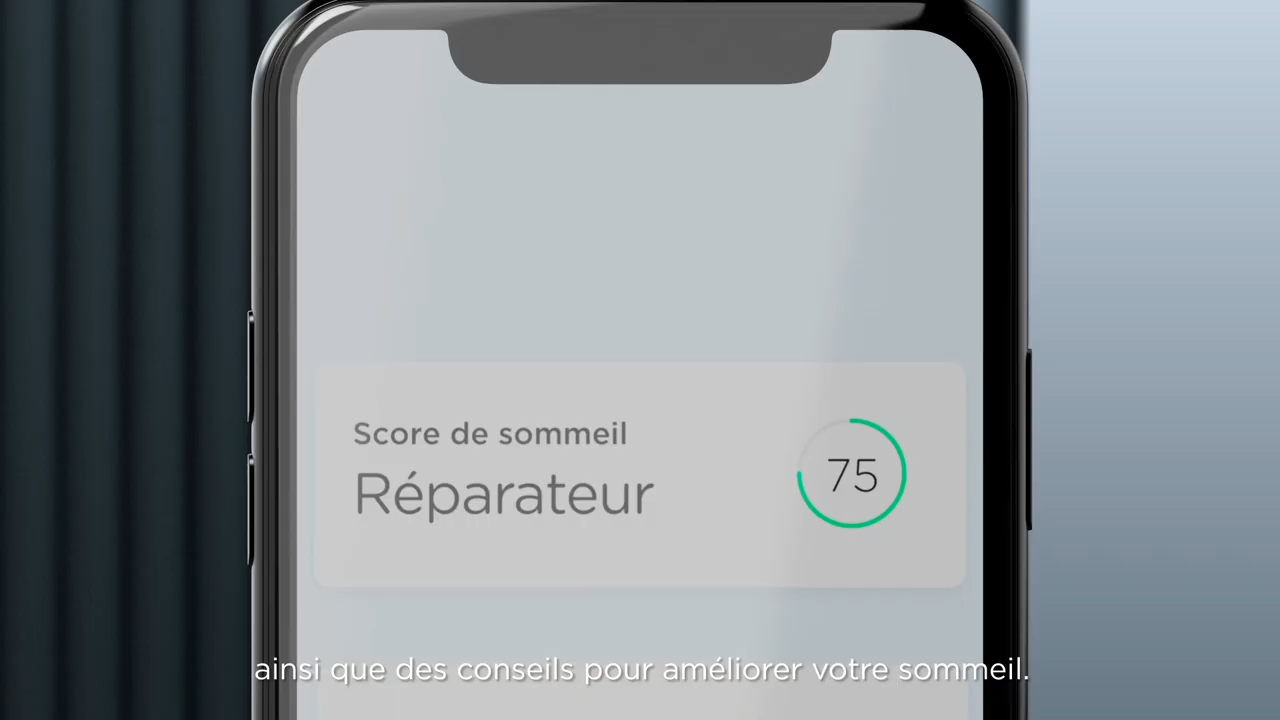 Score de sommeil
Réparateur
75
ainsi que des conseils pour améliorer votre sommeil.